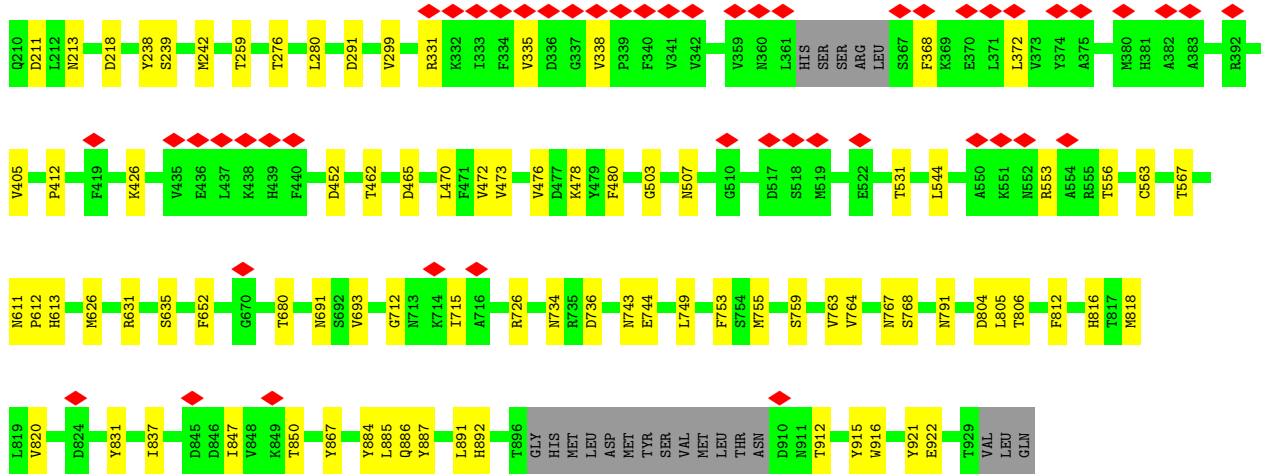 Q210 D211 L212 N213 D218 Y238 S239 M242 T259 T276 L280 D291 V299 R331 K332 I333 F334 V335 D336 G337 V338 P339 F340 V341 V342 V359 N360 L361 HIS SER SER ARG LEU S367 F368 K369 E370 L371 L372 V373 Y374 A375 M380 H381 A382 A383 R392
V405 P412 F419 K426 V435 E436 L437 K438 H439 F440 D452 T462 D465 L470 F471 V472 V473 V476 D477 K478 Y479 F480 G503 N507 G510 D517 S518 M519 E522 T531 L544 A550 K551 N552 R553 A554 R555 T556 C563 T567
N611 P612 H613 M626 R631 S635 F652 G670 T680 N691 S692 V693 G712 N713 K714 I715 A716 R726 N734 R735 D736 N743 E744 L749 F753 S754 M755 S759 V763 V764 N767 S768 N791 D804 L805 T806 F812 H816 T817 M818
L819 V820 D824 Y831 I837 D845 D846 I847 V848 K849 T850 Y867 Y884 L885 Q886 Y887 L891 H892 T896 GLY HIS MET LEU ASP MET TYR SER VAL MET LEU THR ASN D910 N911 T912 Y915 W916 Y921 E922 T929 VAL LEU GLN